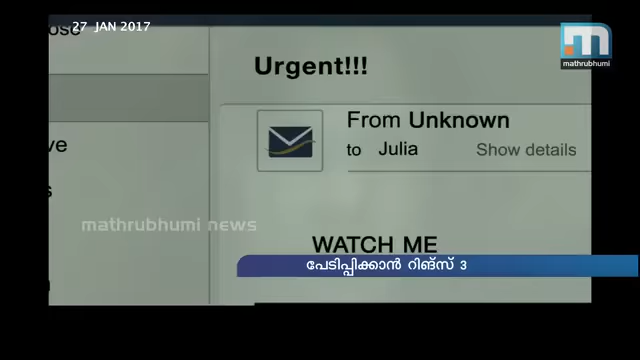 27 JAN 2017
mathrubhumi
Urgent!!!
From Unknown
to Julia Show details
mathrubhumi news
WATCH ME
പേടിപ്പിക്കാൻ റിങ്സ് 3